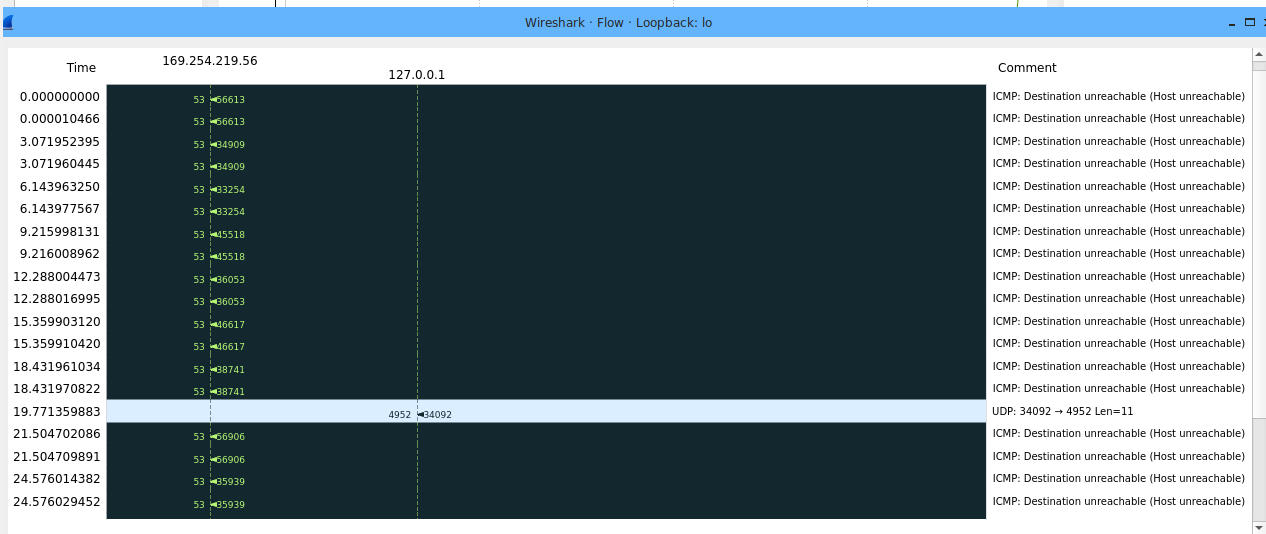 Wireshark · Flow · Loopback: lo
Time 169.254.219.56 127.0.0.1 Comment
0.000000000 53 56613 ICMP: Destination unreachable (Host unreachable)
0.000010466 53 56613 ICMP: Destination unreachable (Host unreachable)
3.071952395 53 34909 ICMP: Destination unreachable (Host unreachable)
3.071960445 53 34909 ICMP: Destination unreachable (Host unreachable)
6.143963250 53 33254 ICMP: Destination unreachable (Host unreachable)
6.143977567 53 33254 ICMP: Destination unreachable (Host unreachable)
9.215998131 53 45518 ICMP: Destination unreachable (Host unreachable)
9.216008962 53 45518 ICMP: Destination unreachable (Host unreachable)
12.288004473 53 36053 ICMP: Destination unreachable (Host unreachable)
12.288016995 53 36053 ICMP: Destination unreachable (Host unreachable)
15.359903120 53 46617 ICMP: Destination unreachable (Host unreachable)
15.359910420 53 46617 ICMP: Destination unreachable (Host unreachable)
18.431961034 53 38741 ICMP: Destination unreachable (Host unreachable)
18.431970822 53 38741 ICMP: Destination unreachable (Host unreachable)
19.771359883 4952 34092 UDP: 34092 → 4952 Len=11
21.504702086 53 56906 ICMP: Destination unreachable (Host unreachable)
21.504709891 53 56906 ICMP: Destination unreachable (Host unreachable)
24.576014382 53 35939 ICMP: Destination unreachable (Host unreachable)
24.576029452 53 35939 ICMP: Destination unreachable (Host unreachable)